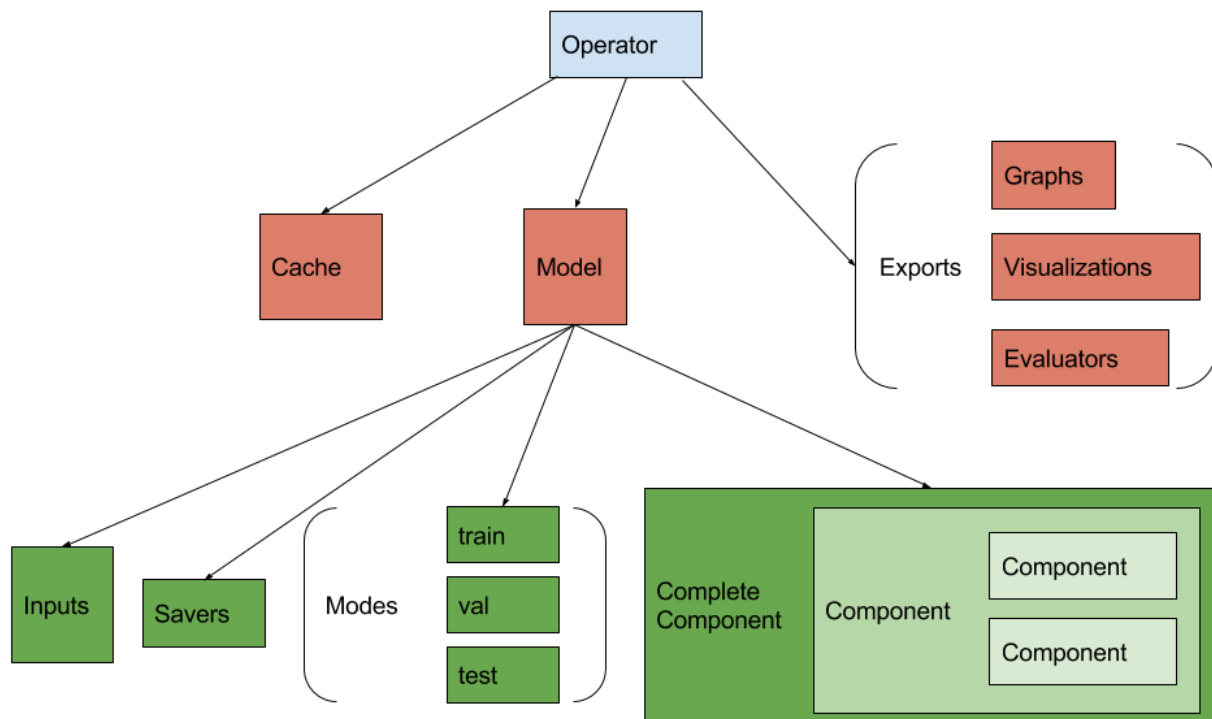 Operator
Cache
Model
Exports
Graphs
Visualizations
Evaluators
Inputs
Savers
Modes
train
val
test
Complete
Component
Component
Component
Component